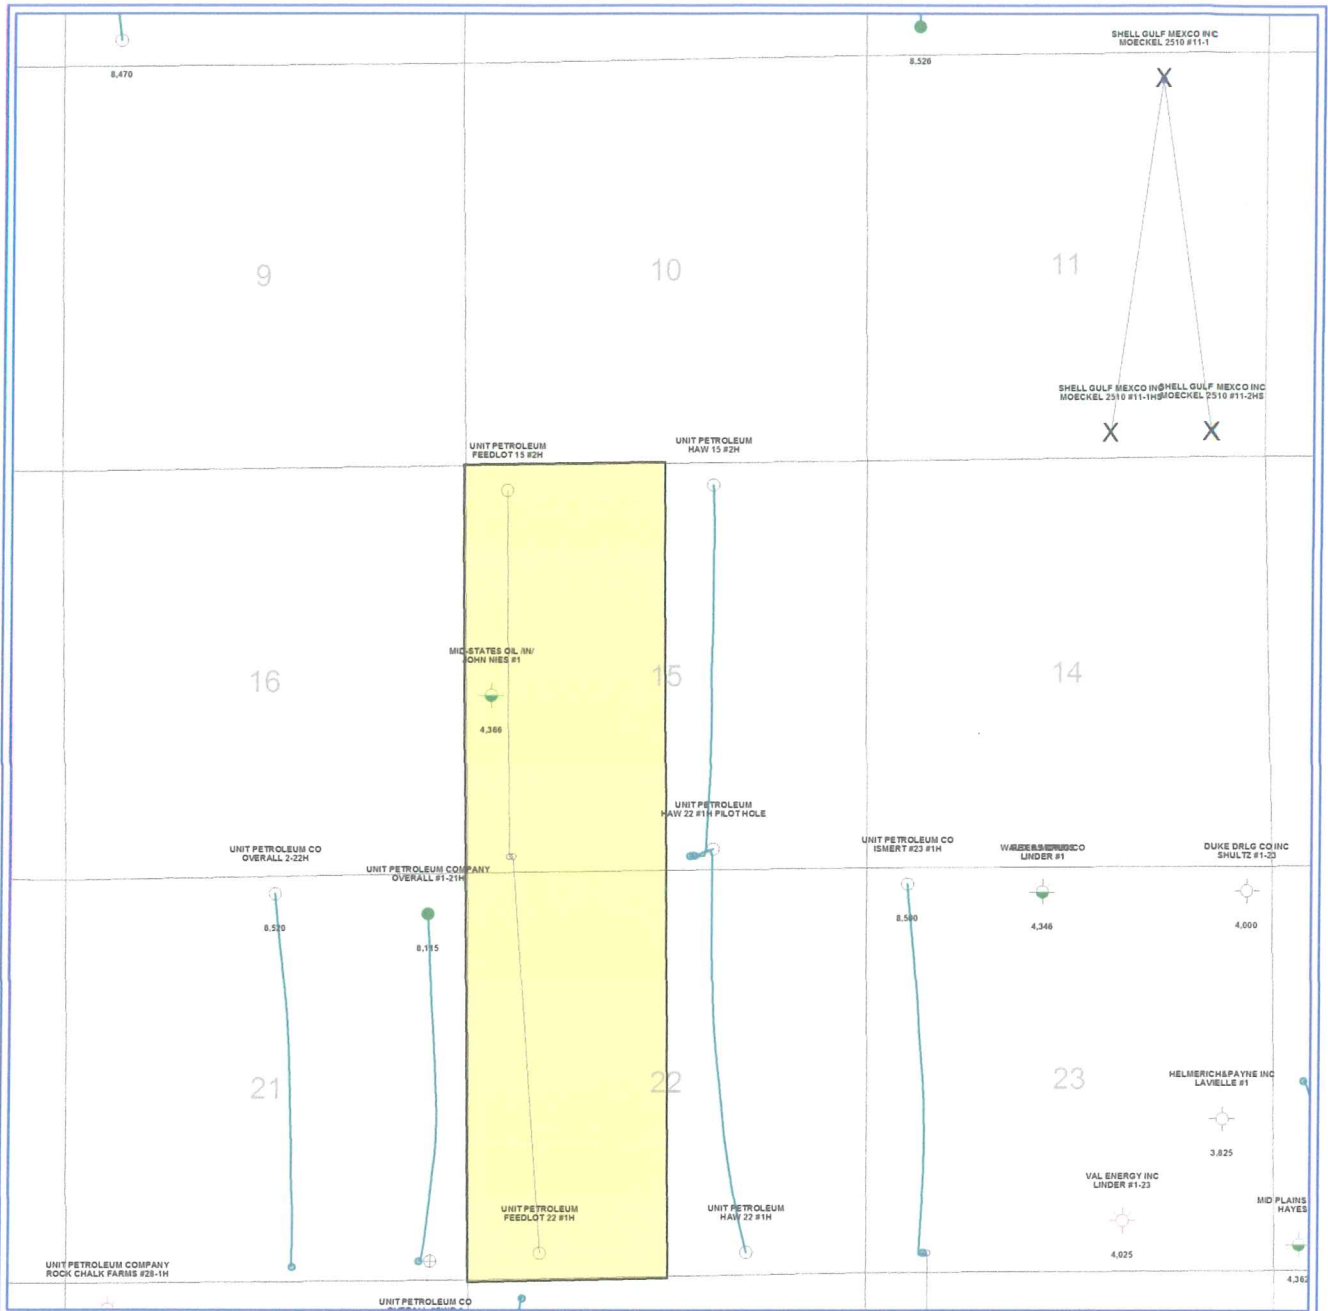 SHELL GULF MEXCO INC
MOECKEL 2510 #11-1
8,470
8,526
9
10
11
SHELL GULF MEXCO INC
MOECKEL 2510 #11-1HS
SHELL GULF MEXCO INC
MOECKEL 2510 #11-2HS
UNIT PETROLEUM
FEEDLOT 15 #2H
UNIT PETROLEUM
HAW 15 #2H
MID-STATES OIL /IN/
JOHN NIES #1
4,366
16
15
14
UNIT PETROLEUM
HAW 22 #1H PILOT HOLE
UNIT PETROLEUM CO
OVERALL 2-22H
8,520
UNIT PETROLEUM COMPANY
OVERALL #1-21H
8,115
UNIT PETROLEUM CO
ISMERT #23 #1H
8,500
LINDER #1
4,346
DUKE DRLG CO INC
SHULTZ #1-23
4,000
21
22
23
HELMERICH&PAYNE INC
LAVIELLE #1
3,825
VAL ENERGY INC
LINDER #1-23
4,025
MID PLAINS
HAYES
4,362
UNIT PETROLEUM
FEEDLOT 22 #1H
UNIT PETROLEUM
HAW 22 #1H
UNIT PETROLEUM COMPANY
ROCK CHALK FARMS #28-1H
UNIT PETROLEUM CO